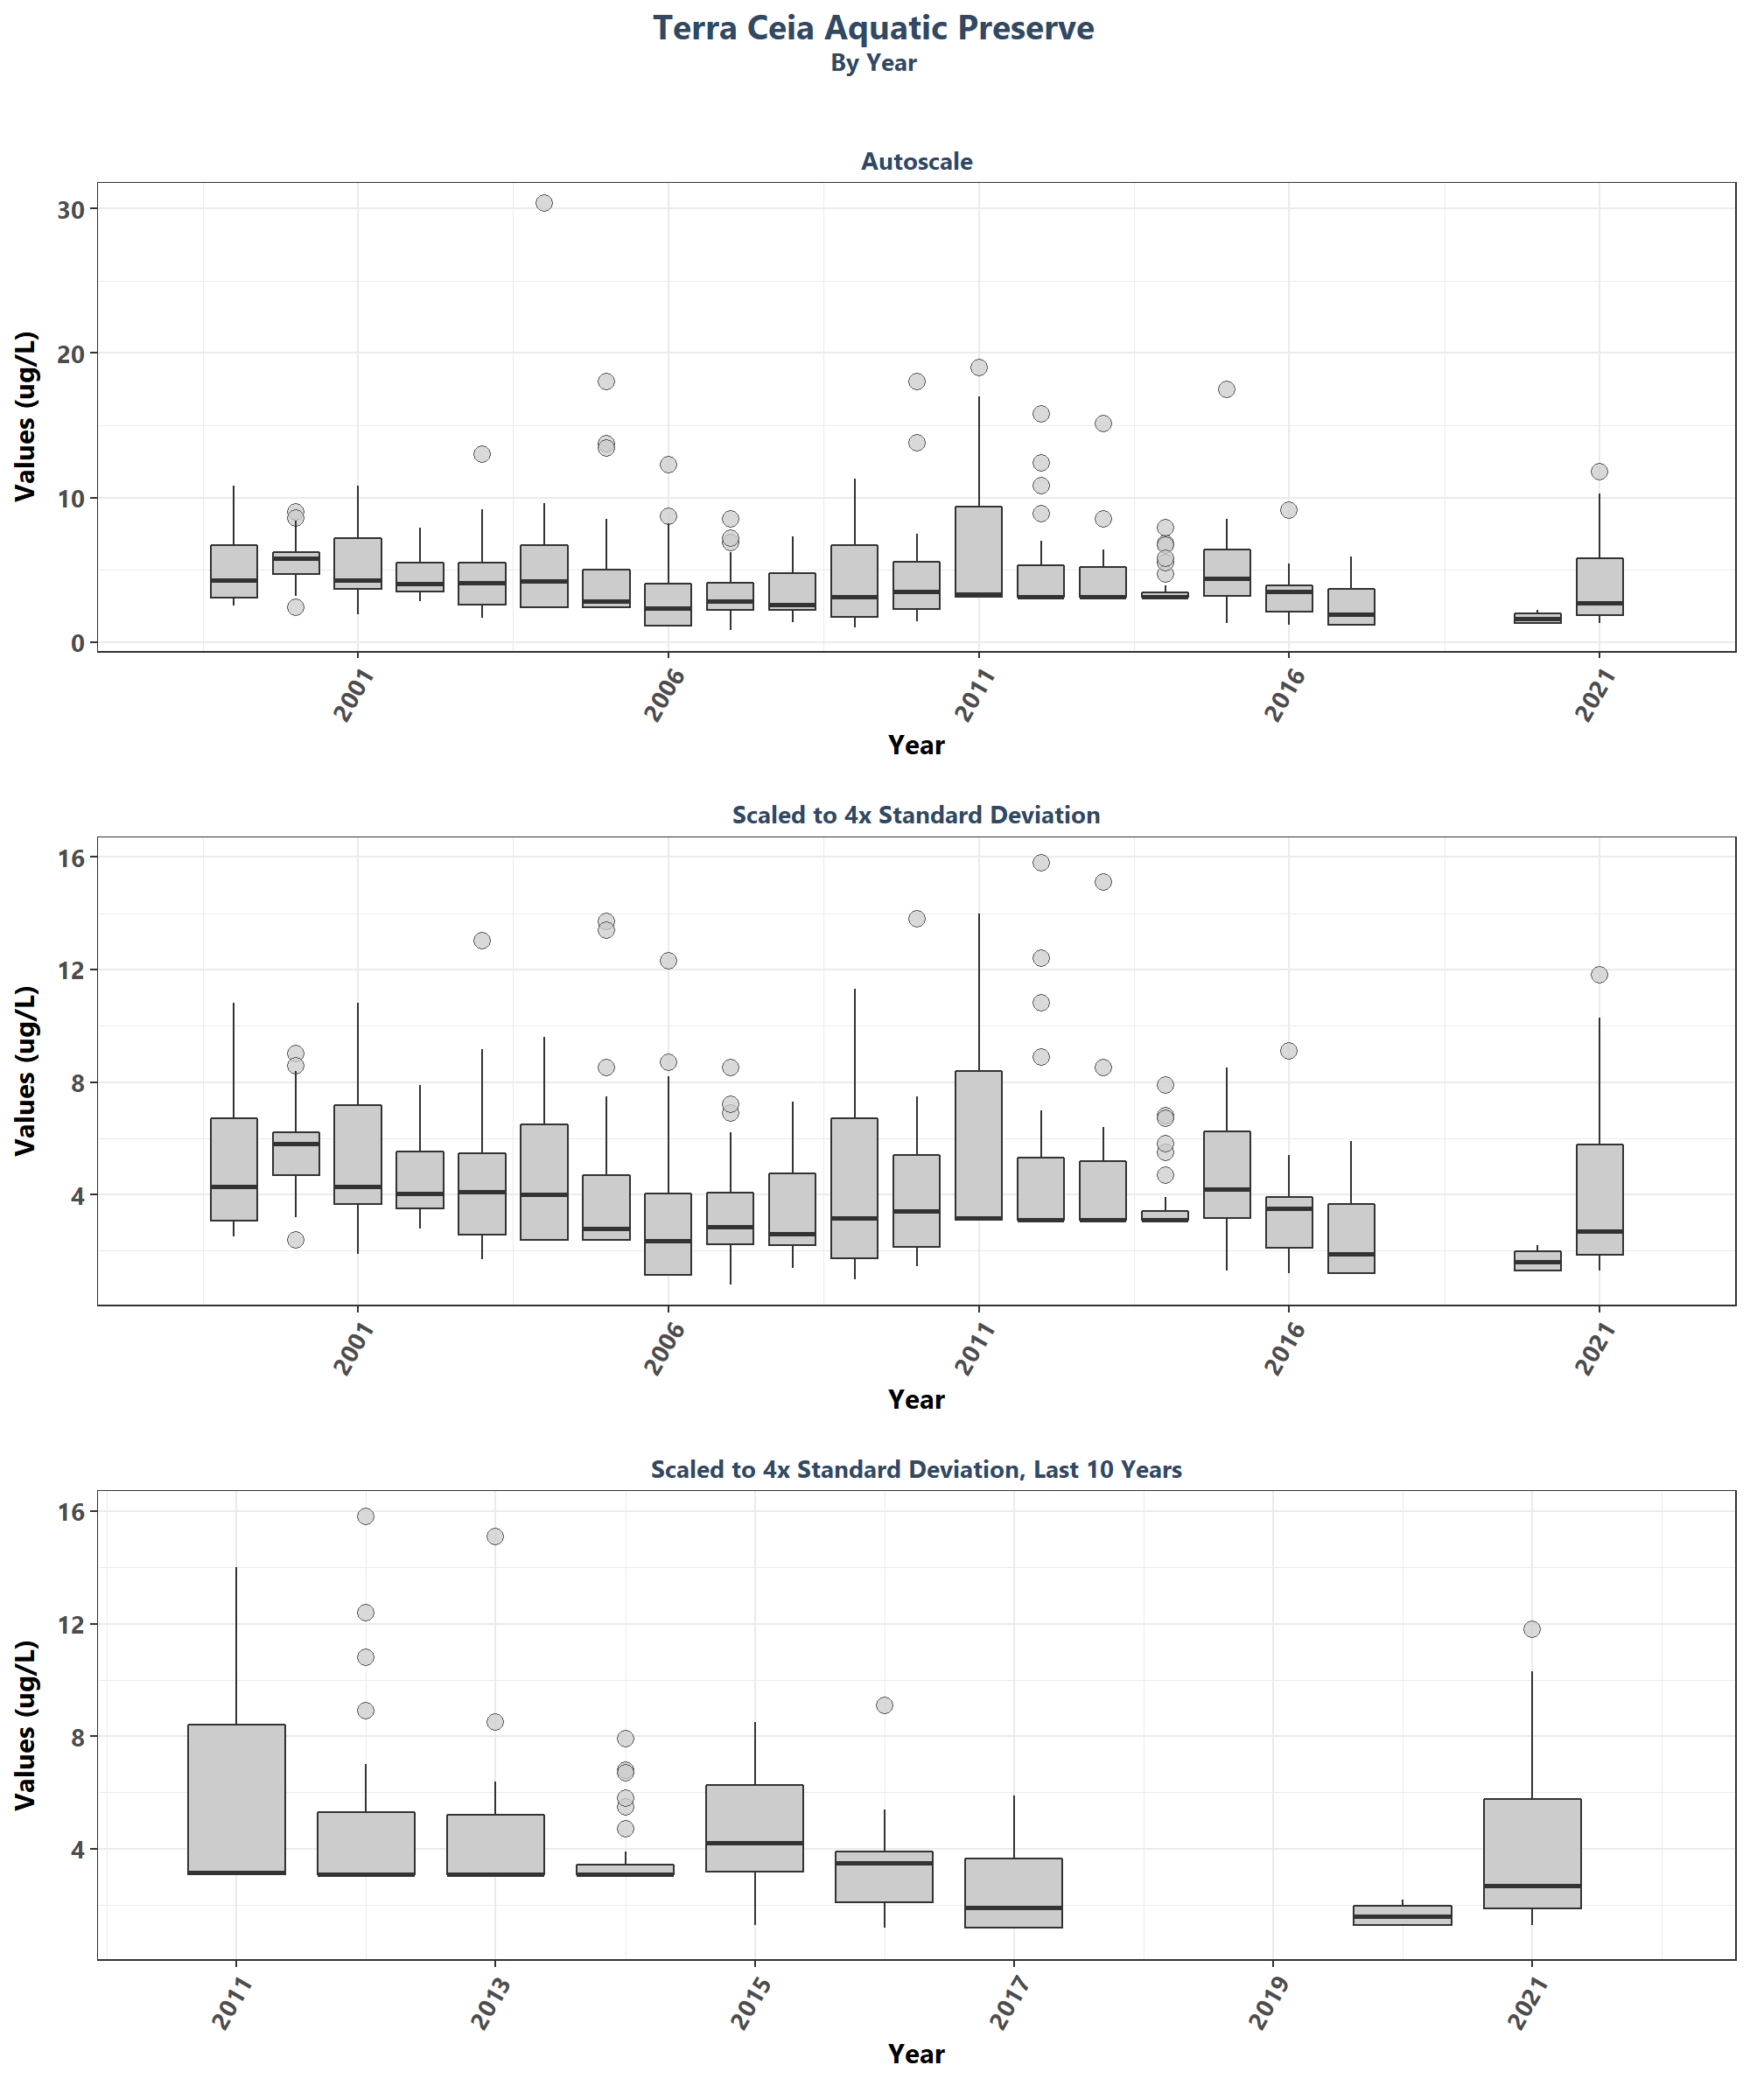 Terra Ceia Aquatic Preserve
By Year
Autoscale
Values (ug/L)
30
20
10
0
2001
2006
2011
2016
2021
Year
Scaled to 4x Standard Deviation
Values (ug/L)
16
12
8
4
2001
2006
2011
2016
2021
Year
Scaled to 4x Standard Deviation, Last 10 Years
Values (ug/L)
16
12
8
4
2011
2013
2015
2017
2019
2021
Year